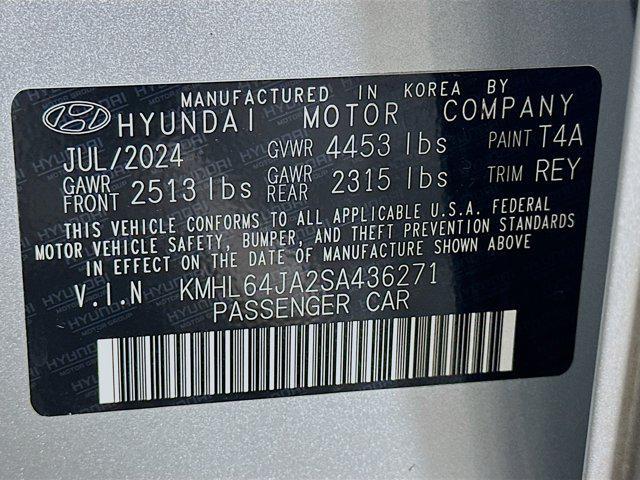 MANUFACTURED IN KOREA BY
HYUNDAI MOTOR COMPANY
JUL/2024 GVWR 4453 lbs PAINT T4A
GAWR FRONT 2513 lbs GAWR REAR 2315 lbs TRIM REY
THIS VEHICLE CONFORMS TO ALL APPLICABLE U.S.A. FEDERAL
MOTOR VEHICLE SAFETY, BUMPER, AND THEFT PREVENTION STANDARDS
IN EFFECT ON THE DATE OF MANUFACTURE SHOWN ABOVE
V.I.N KMHL64JA2SA436271
PASSENGER CAR